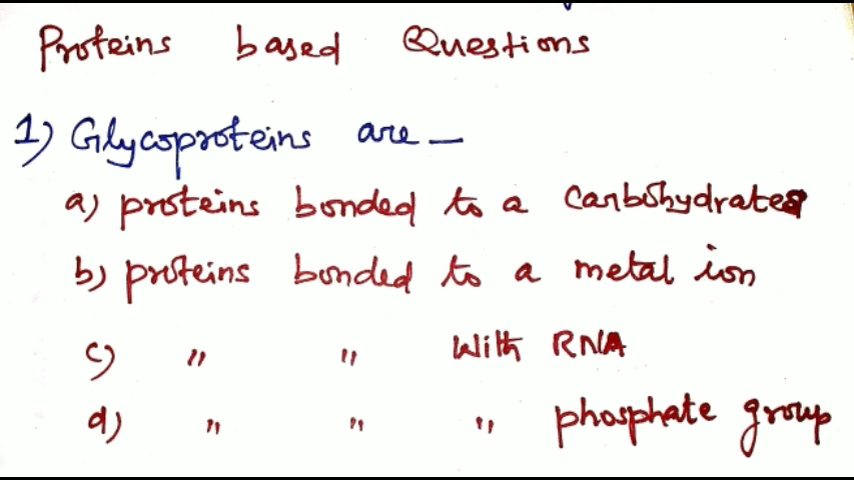 Proteins based Questions
1) Glycoproteins are —
a) proteins bonded to a carbohydrates
b) proteins bonded to a metal ion
c) " " With RNA
d) " " " phosphate group